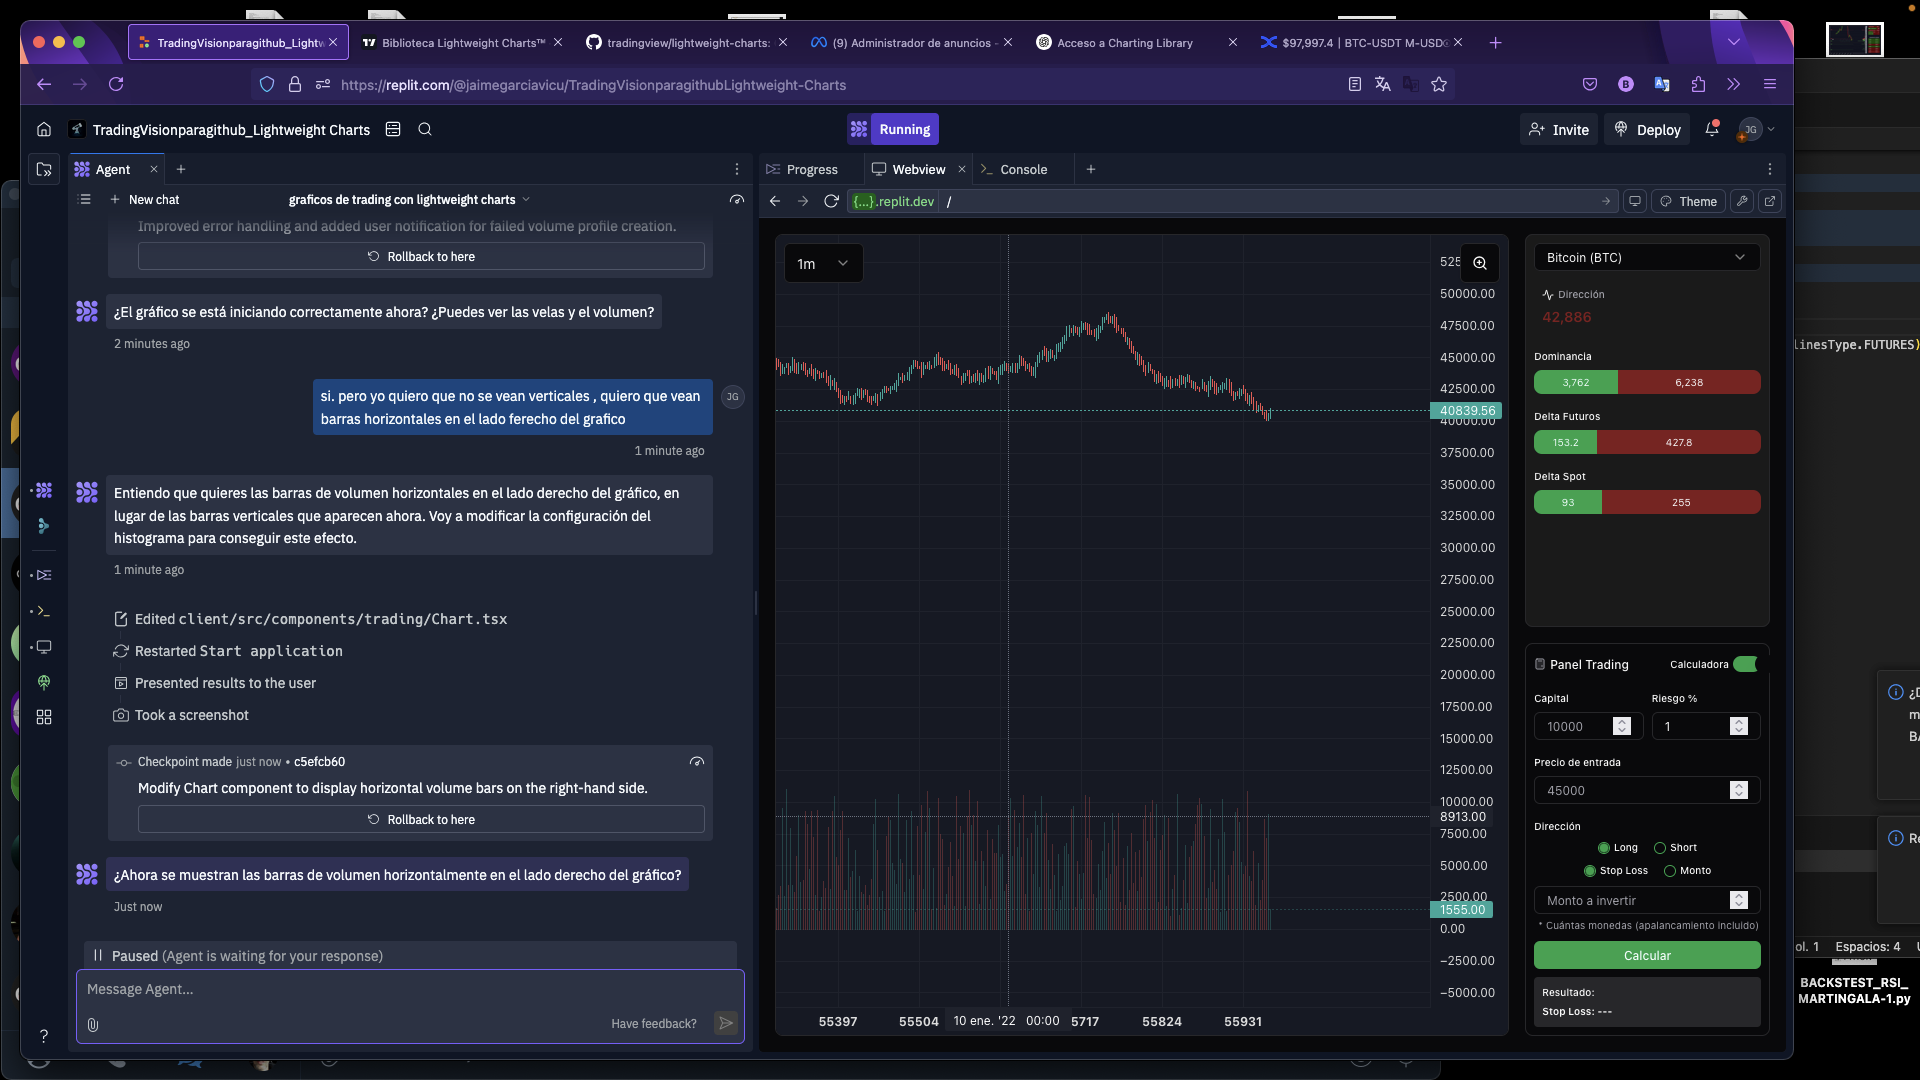 TradingVisionparagithub_Lightw
Biblioteca Lightweight Charts™
tradingview/lightweight-charts:
(9) Administrador de anuncios -
Acceso a Charting Library
$97,997.4 | BTC-USDT M-USD
https://replit.com/@jaimegarciavicu/TradingVisionparagithubLightweight-Charts
TradingVisionparagithub_Lightweight Charts
Running
Invite
Deploy
JG
Agent
Progress
Webview
Console
New chat
graficos de trading con lightweight charts
{...}.replit.dev
/
Theme
Improved error handling and added user notification for failed volume profile creation.
Rollback to here
¿El gráfico se está iniciando correctamente ahora? ¿Puedes ver las velas y el volumen?
2 minutes ago
si. pero yo quiero que no se vean verticales , quiero que vean
barras horizontales en el lado ferecho del grafico
JG
1 minute ago
Entiendo que quieres las barras de volumen horizontales en el lado derecho del gráfico, en
lugar de las barras verticales que aparecen ahora. Voy a modificar la configuración del
histograma para conseguir este efecto.
1 minute ago
Edited client/src/components/trading/Chart.tsx
Restarted Start application
Presented results to the user
Took a screenshot
Checkpoint made just now • c5efcb60
Modify Chart component to display horizontal volume bars on the right-hand side.
Rollback to here
¿Ahora se muestran las barras de volumen horizontalmente en el lado derecho del gráfico?
Just now
Paused (Agent is waiting for your response)
Message Agent...
Have feedback?
?
1m
525
50000.00
47500.00
45000.00
42500.00
40839.56
40000.00
37500.00
35000.00
32500.00
30000.00
27500.00
25000.00
22500.00
20000.00
17500.00
15000.00
12500.00
10000.00
8913.00
7500.00
5000.00
2500.00
1555.00
0.00
−2500.00
−5000.00
55397
55504
10 ene. '22 00:00
5717
55824
55931
Bitcoin (BTC)
Dirección
42,886
Dominancia
3,762
6,238
Delta Futuros
153.2
427.8
Delta Spot
93
255
Panel Trading
Calculadora
Capital
Riesgo %
10000
1
Precio de entrada
45000
Dirección
Long
Short
Stop Loss
Monto
Monto a invertir
* Cuántas monedas (apalancamiento incluido)
Calcular
Resultado:
Stop Loss: ---
linesType.FUTURES)
ol. 1
Espacios: 4
BACKSTEST_RSI_
MARTINGALA-1.py